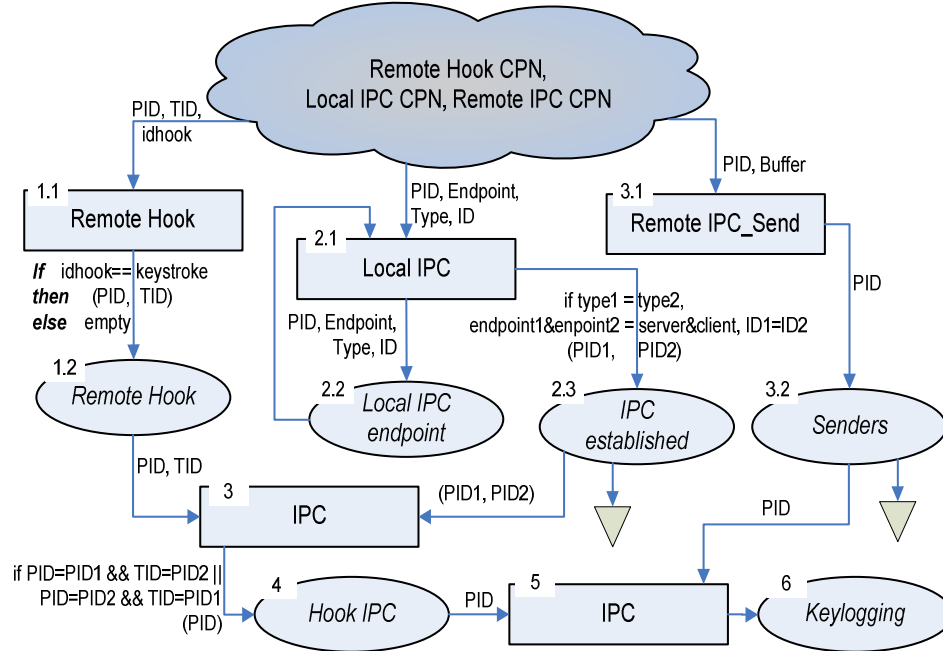 Remote Hook CPN,
Local IPC CPN, Remote IPC CPN
PID, TID,
idhook
PID, Endpoint,
Type, ID
PID, Buffer
1.1
Remote Hook
2.1
Local IPC
3.1
Remote IPC_Send
If idhook== keystroke
then (PID, TID)
else empty
PID, Endpoint,
Type, ID
if type1 = type2,
endpoint1&enpoint2 = server&client, ID1=ID2
(PID1, PID2)
PID
1.2
Remote Hook
2.2
Local IPC
endpoint
2.3
IPC
established
3.2
Senders
PID, TID
(PID1, PID2)
PID
3
IPC
if PID=PID1 && TID=PID2 ||
PID=PID2 && TID=PID1
(PID)
4
Hook IPC
PID
5
IPC
6
Keylogging